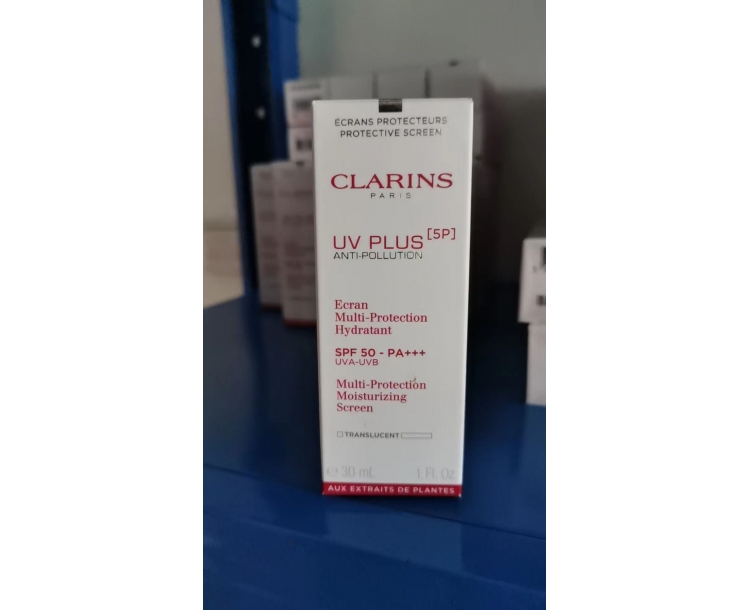 ÉCRANS PROTECTEURS
PROTECTIVE SCREEN
CLARINS
PARIS
UV PLUS [5P]
ANTI-POLLUTION
Ecran
Multi-Protection
Hydratant
SPF 50 - PA+++
UVA-UVB
Multi-Protection
Moisturizing
Screen
TRANSLUCENT
℮ 30 mL 1 Fl. Oz
AUX EXTRAITS DE PLANTES